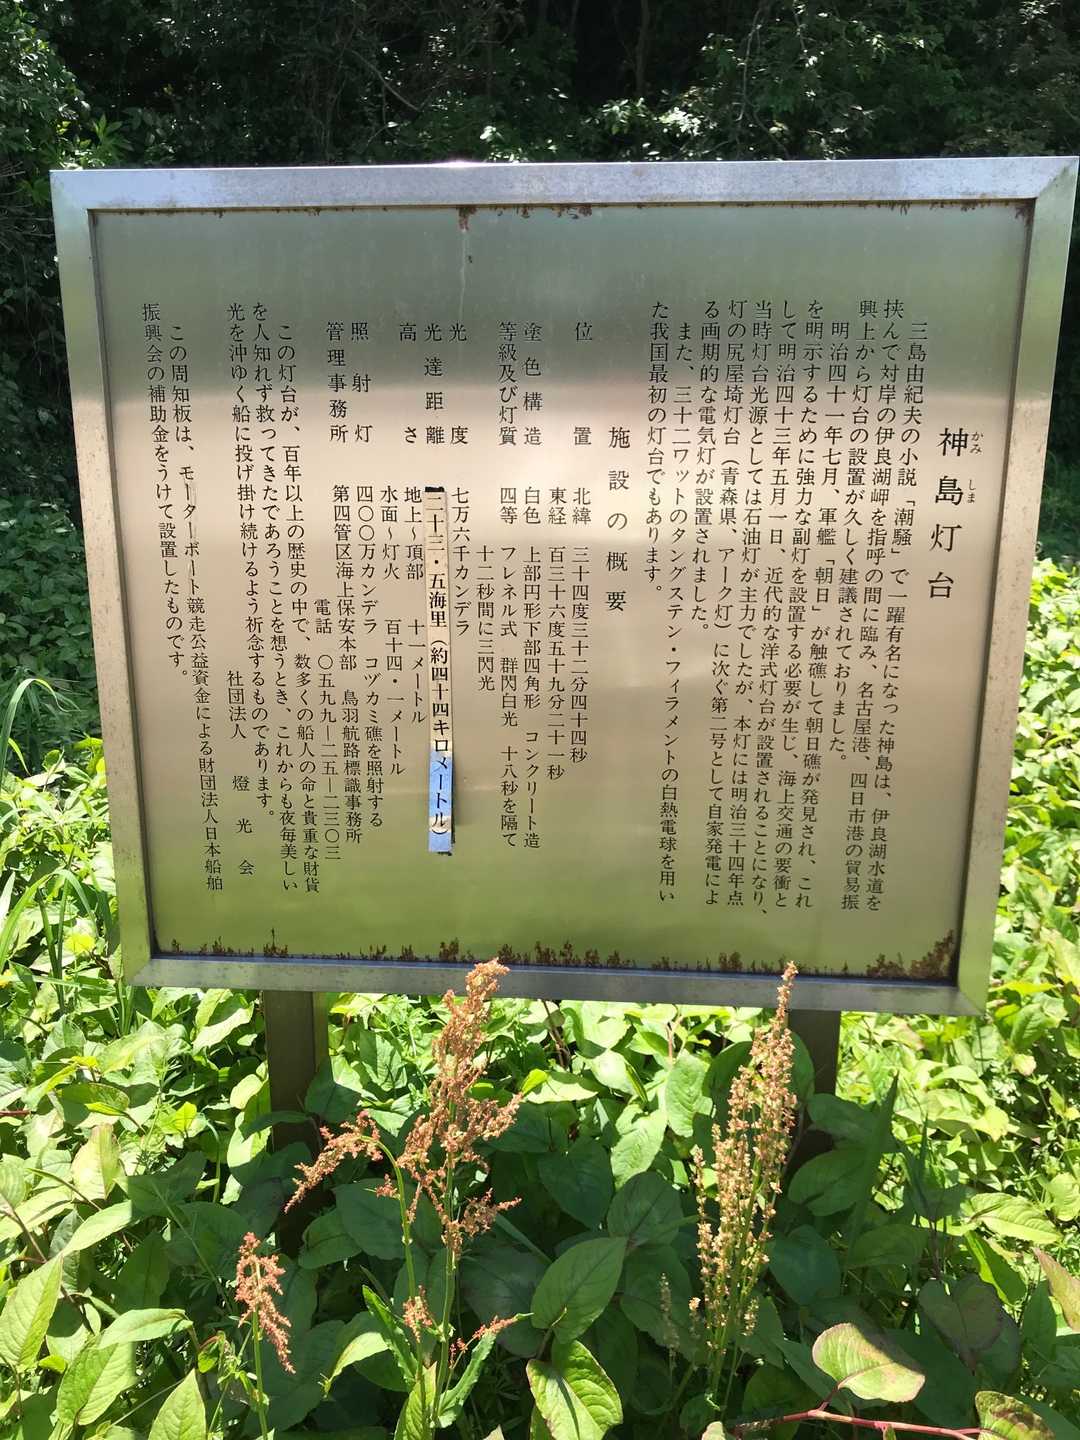 神島灯台
かみ しま
三島由紀夫の小説「潮騒」で一躍有名になった神島は、伊良湖水道を
挟んで対岸の伊良湖岬を指呼の間に臨み、名古屋港、四日市港の貿易振
興上から灯台の設置が久しく建議されておりました。
明治四十一年七月、軍艦「朝日」が触礁して朝日礁が発見され、これ
を明示するために強力な副灯を設置する必要が生じ、海上交通の要衝と
して明治四十三年五月一日、近代的な洋式灯台が設置されることになり、
当時灯台光源としては石油灯が主力でしたが、本灯には明治三十四年点
灯の尻屋埼灯台（青森県、アーク灯）に次ぐ第二号として自家発電によ
る画期的な電気灯が設置されました。
また、三十二ワットのタングステン・フィラメントの白熱電球を用い
た我国最初の灯台でもあります。
施設の概要
位置 北緯 三十四度三十二分四十四秒
東経 百三十六度五十九分二十一秒
塗色構造 白色 上部円形下部四角形 コンクリート造
等級及び灯質 四等 フレネル式 群閃白光 十八秒を隔て
十二秒間に三閃光
光度 七万六千カンデラ
光達距離 二十三・五海里（約四十四キロメートル）
高さ 地上～頂部 十一メートル
水面～灯火 百十四・一メートル
照射灯 四〇〇万カンデラ コヅカミ礁を照射する
管理事務所 第四管区海上保安本部 鳥羽航路標識事務所
電話 〇五九九―二五―二三〇三
この灯台が、百年以上の歴史の中で、数多くの船人の命と貴重な財貨
を人知れず救ってきたであろうことを想うとき、これからも夜毎美しい
光を沖ゆく船に投げ掛け続けるよう祈念するものであります。
社団法人 燈光会
この周知板は、モーターボート競走公益資金による財団法人日本船舶
振興会の補助金をうけて設置したものです。